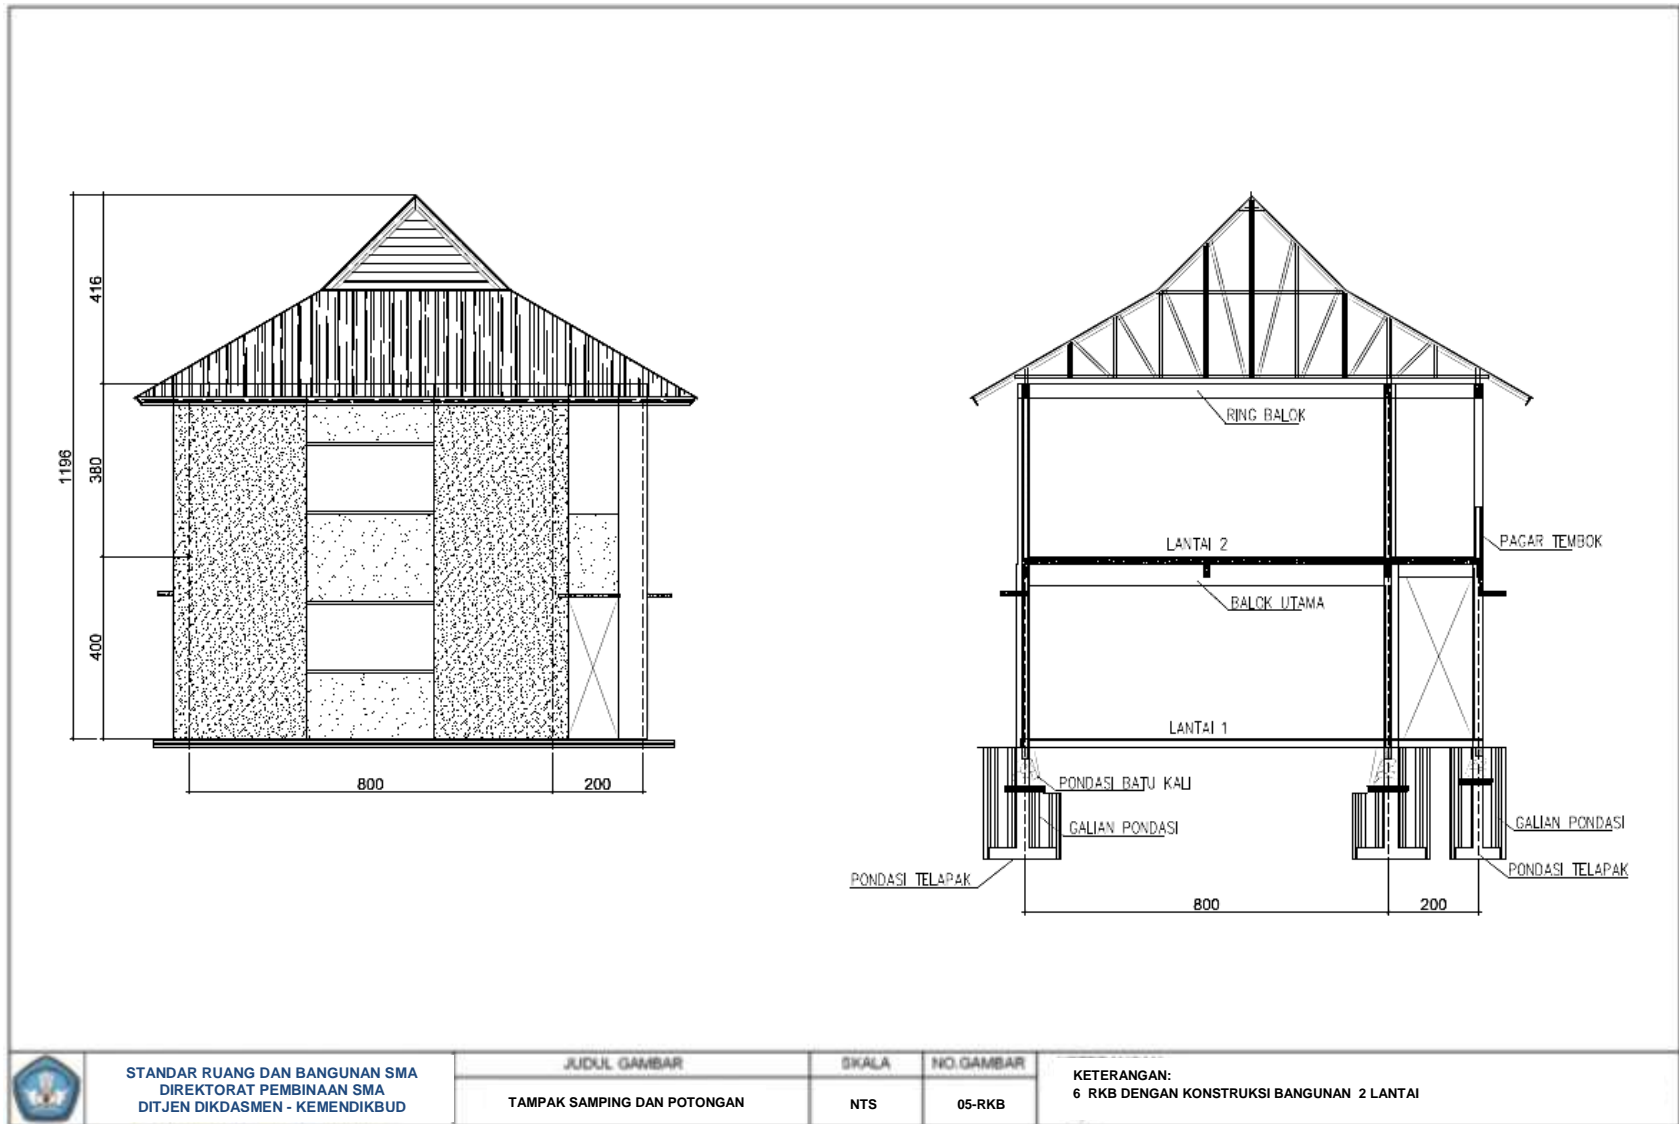 416
1196
380
400
800
200
RING BALOK
LANTAI 2
PAGAR TEMBOK
BALOK UTAMA
LANTAI 1
PONDASI BATU KALI
GALIAN PONDASI
GALIAN PONDASI
PONDASI TELAPAK
PONDASI TELAPAK
800
200
STANDAR RUANG DAN BANGUNAN SMA
DIREKTORAT PEMBINAAN SMA
DITJEN DIKDASMEN - KEMENDIKBUD
JUDUL GAMBAR
TAMPAK SAMPING DAN POTONGAN
SKALA
NTS
NO.GAMBAR
05-RKB
KETERANGAN:
6 RKB DENGAN KONSTRUKSI BANGUNAN 2 LANTAI